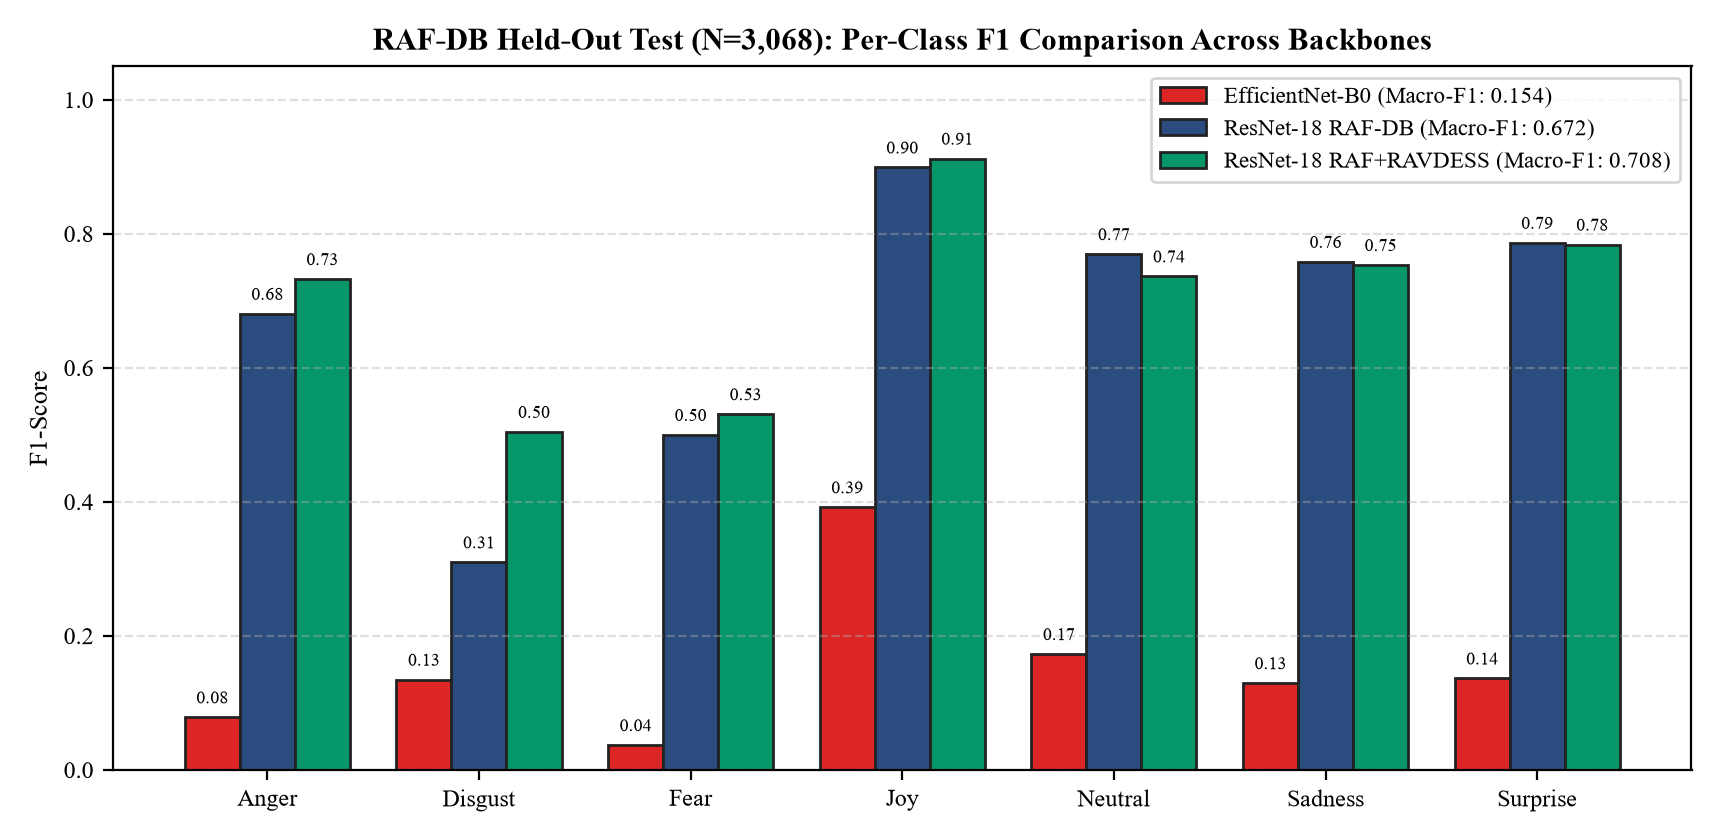 RAF-DB Held-Out Test (N=3,068): Per-Class F1 Comparison Across Backbones
EfficientNet-B0 (Macro-F1: 0.154)
ResNet-18 RAF-DB (Macro-F1: 0.672)
ResNet-18 RAF+RAVDESS (Macro-F1: 0.708)
F1-Score
1.0
0.8
0.6
0.4
0.2
0.0
0.08 0.68 0.73
0.13 0.31 0.50
0.04 0.50 0.53
0.39 0.90 0.91
0.17 0.77 0.74
0.13 0.76 0.75
0.14 0.79 0.78
Anger Disgust Fear Joy Neutral Sadness Surprise